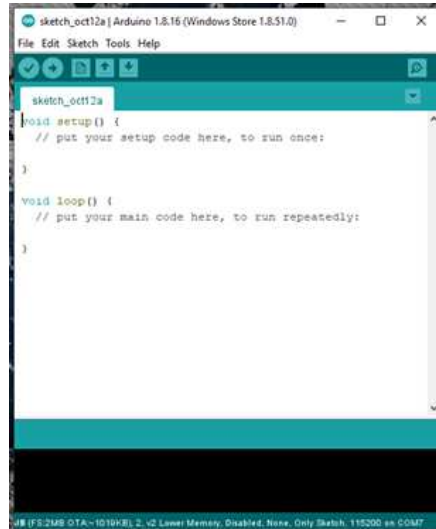 sketch_oct12a | Arduino 1.8.16 (Windows Store 1.8.51.0)
File Edit Sketch Tools Help
sketch_oct12a
void setup() {
// put your setup code here, to run once:
}
void loop() {
// put your main code here, to run repeatedly:
}
(FS:2MB OTA:~1019KB), 2, v2 Lower Memory, Disabled, None, Only Sketch, 115200 on COM7